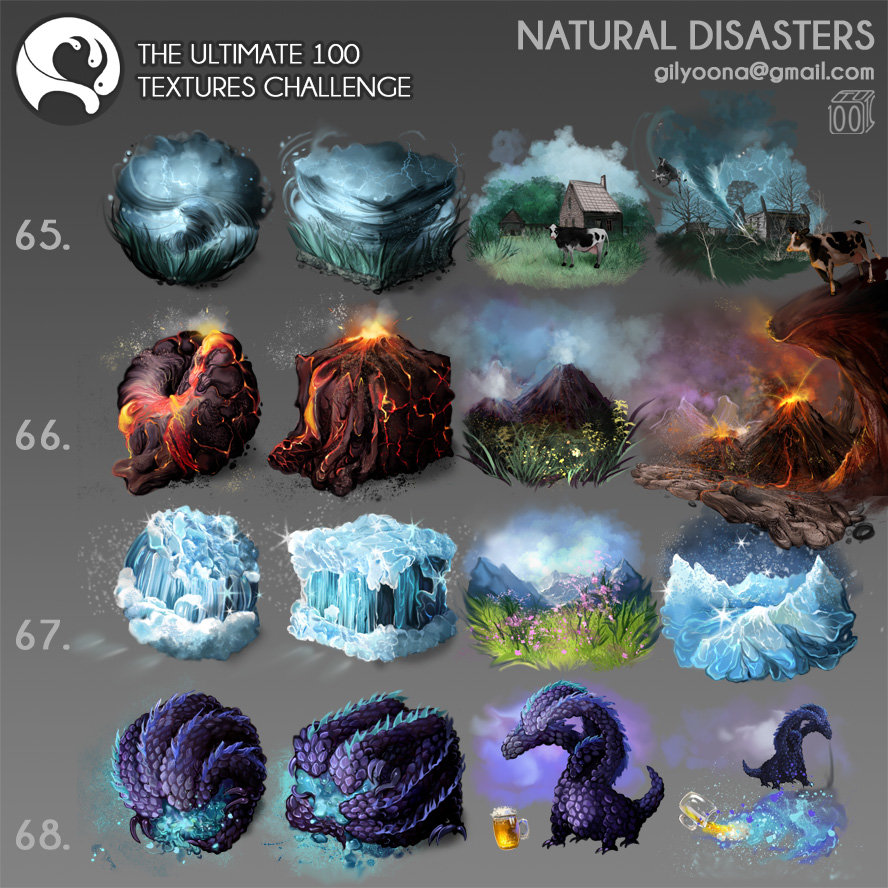 NATURAL DISASTERS
gilyoona@gmail.com
THE ULTIMATE 100
TEXTURES CHALLENGE
100
65.
66.
67.
68.